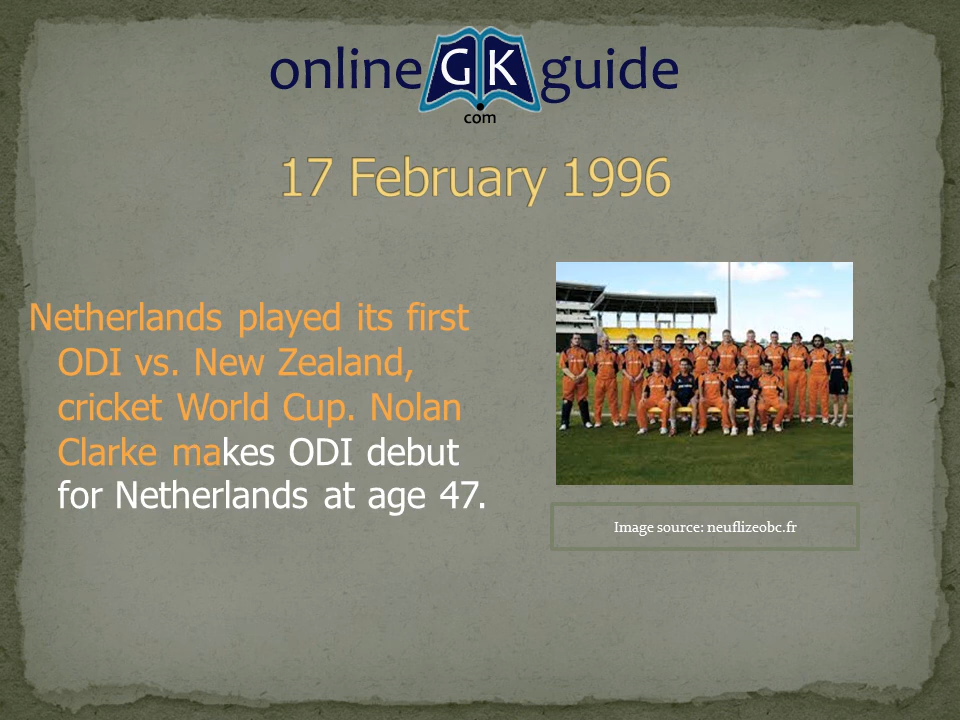 online GK guide
com
17 February 1996
Netherlands played its first
ODI vs. New Zealand,
cricket World Cup. Nolan
Clarke makes ODI debut
for Netherlands at age 47.
Image source: neuflizeobc.fr